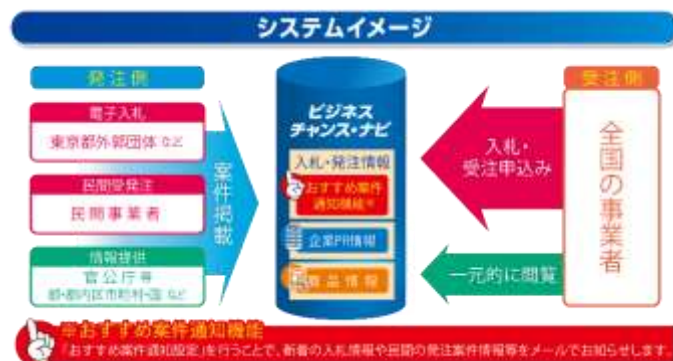 システムイメージ
発注側
電子入札
東京都外郭団体 など
民間受発注
民間事業者
情報提供
官公庁等
都・都内区市町村・国 など
案件掲載
ビジネス
チャンス・ナビ
入札・発注情報
おすすめ案件
通知機能※
企業PR情報
商品情報
入札・
受注申込み
一元的に閲覧
受注側
全国の事業者
※おすすめ案件通知機能
「おすすめ案件通知設定」を行うことで、新着の入札情報や民間の発注案件情報等をメールでお知らせします。